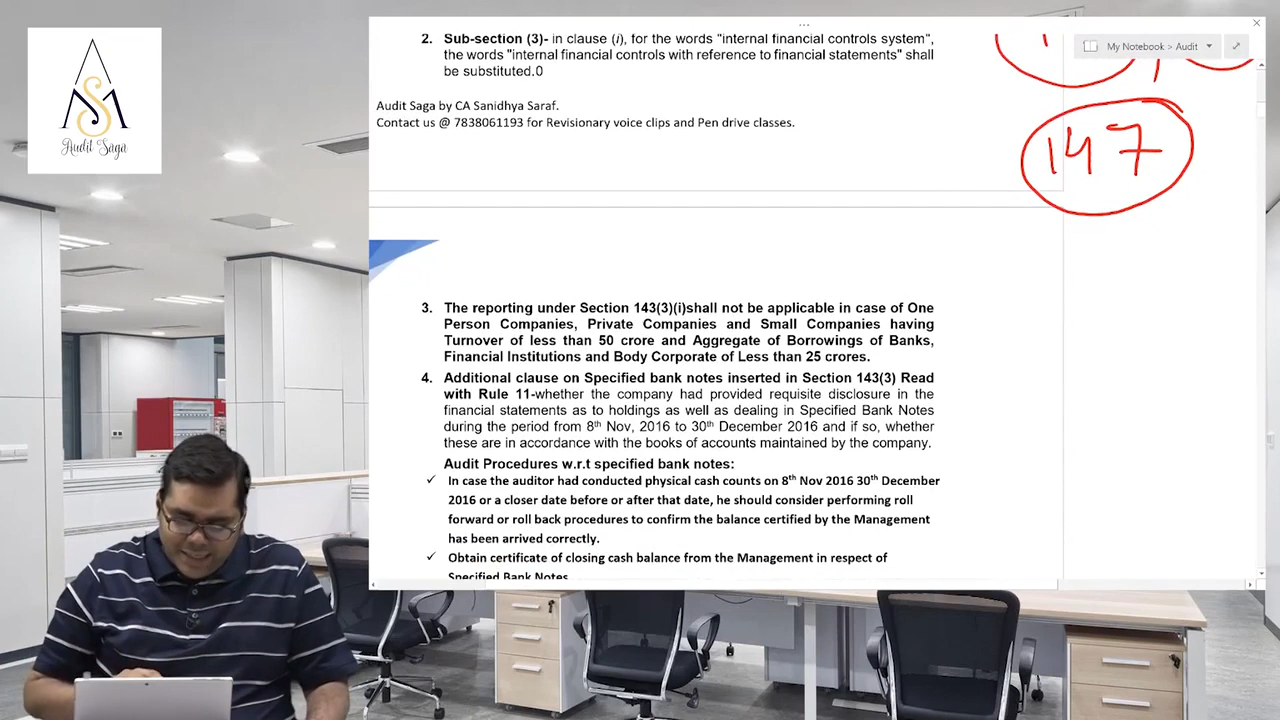 ...
2. Sub-section (3)- in clause (i), for the words "internal financial controls system",
the words "internal financial controls with reference to financial statements" shall
be substituted.0
My Notebook > Audit
Audit Saga by CA Sanidhya Saraf.
Contact us @ 7838061193 for Revisionary voice clips and Pen drive classes.
147
Audit Saga
3. The reporting under Section 143(3)(i)shall not be applicable in case of One
Person Companies, Private Companies and Small Companies having
Turnover of less than 50 crore and Aggregate of Borrowings of Banks,
Financial Institutions and Body Corporate of Less than 25 crores.
4. Additional clause on Specified bank notes inserted in Section 143(3) Read
with Rule 11-whether the company had provided requisite disclosure in the
financial statements as to holdings as well as dealing in Specified Bank Notes
during the period from 8th Nov, 2016 to 30th December 2016 and if so, whether
these are in accordance with the books of accounts maintained by the company.
Audit Procedures w.r.t specified bank notes:
✓ In case the auditor had conducted physical cash counts on 8th Nov 2016 30th December
2016 or a closer date before or after that date, he should consider performing roll
forward or roll back procedures to confirm the balance certified by the Management
has been arrived correctly.
✓ Obtain certificate of closing cash balance from the Management in respect of
Specified Bank Notes